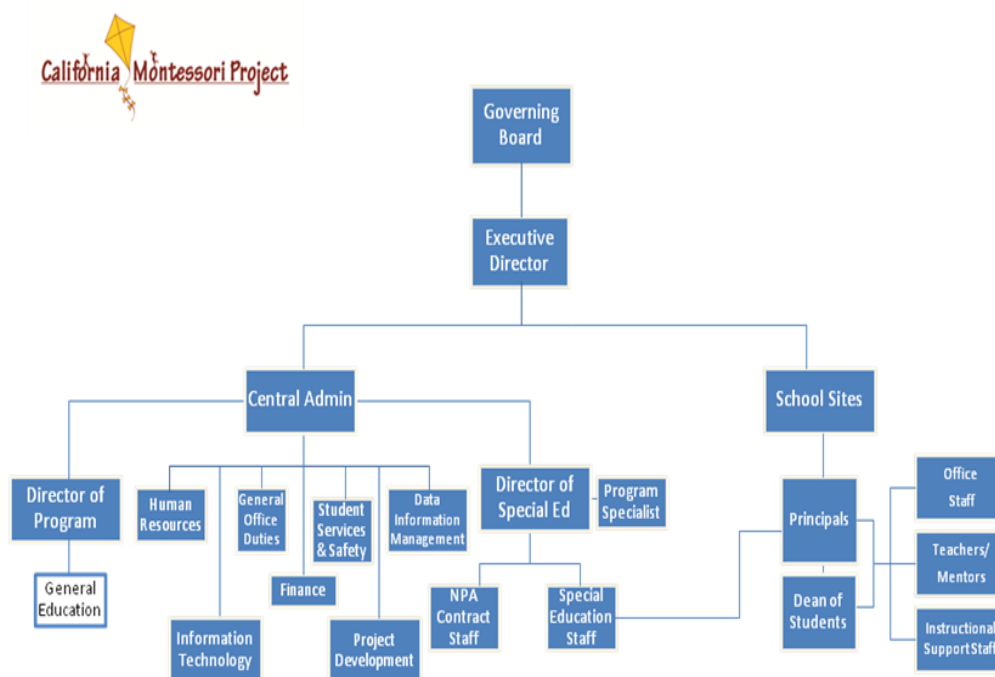 California Montessori Project
Governing
Board
Executive
Director
Central Admin
School Sites
Director of
Program
Human
Resources
General
Office
Duties
Student
Services
& Safety
Data
Information
Management
Director of
Special Ed
Program
Specialist
Principals
Office
Staff
General
Education
Finance
NPA
Contract
Staff
Special
Education
Staff
Dean of
Students
Teachers/
Mentors
Information
Technology
Project
Development
Instructional
Support Staff